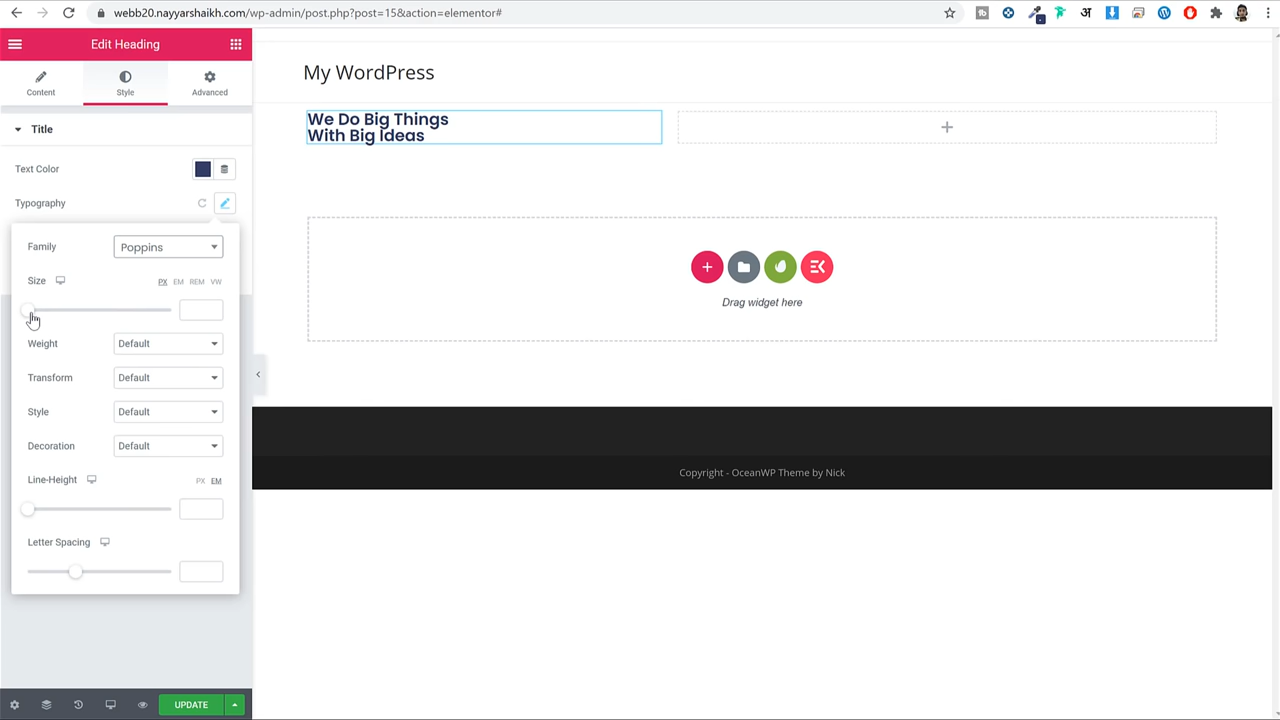 webb20.nayyarshaikh.com/wp-admin/post.php?post=15&action=elementor#
Edit Heading
Content
Style
Advanced
Title
Text Color
Typography
Family
Poppins
Size
PX EM REM VW
Weight
Default
Transform
Default
Style
Default
Decoration
Default
Line-Height
PX EM
Letter Spacing
UPDATE
My WordPress
We Do Big Things
With Big Ideas
Drag widget here
Copyright - OceanWP Theme by Nick